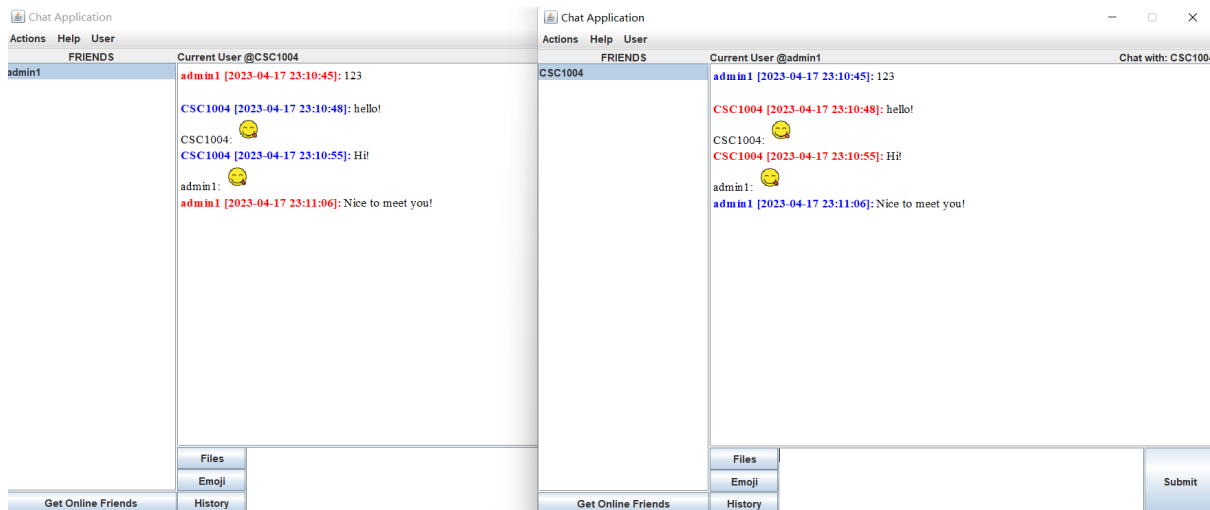 Chat Application
Actions Help User
FRIENDS
Current User @CSC1004
admin1
admin1 [2023-04-17 23:10:45]: 123
CSC1004 [2023-04-17 23:10:48]: hello!
CSC1004:
CSC1004 [2023-04-17 23:10:55]: Hi!
admin1:
admin1 [2023-04-17 23:11:06]: Nice to meet you!
Files
Emoji
Get Online Friends
History
Chat Application
Actions Help User
FRIENDS
Current User @admin1
Chat with: CSC1004
CSC1004
admin1 [2023-04-17 23:10:45]: 123
CSC1004 [2023-04-17 23:10:48]: hello!
CSC1004:
CSC1004 [2023-04-17 23:10:55]: Hi!
admin1:
admin1 [2023-04-17 23:11:06]: Nice to meet you!
Files
Emoji
Submit
Get Online Friends
History